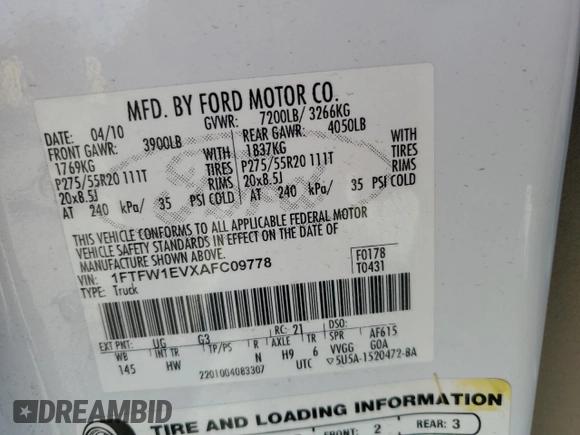 MFD. BY FORD MOTOR CO.
DATE: 04/10 GVWR: 7200LB/ 3266KG
FRONT GAWR: 3900LB REAR GAWR: 4050LB
1769KG WITH 1837KG WITH
P275/55R20 111T TIRES P275/55R20 111T TIRES
20x8.5J RIMS 20x8.5J RIMS
AT 240 kPa/ 35 PSI COLD AT 240 kPa/ 35 PSI COLD
THIS VEHICLE CONFORMS TO ALL APPLICABLE FEDERAL MOTOR
VEHICLE SAFETY STANDARDS IN EFFECT ON THE DATE OF
MANUFACTURE SHOWN ABOVE.
VIN: 1FTFW1EVXAFC09778 F0178
TYPE: Truck T0431
EXT PNT: UG G3 RC: 21 DSO: AF615
WB INT TR TP/PS R AXLE TR SPR GOA
145 HW N H9 6 VVGG
2201004083307 UTC 5U5A-1520472-BA
TIRE AND LOADING INFORMATION
FRONT: 2 REAR: 3
DREAMBID